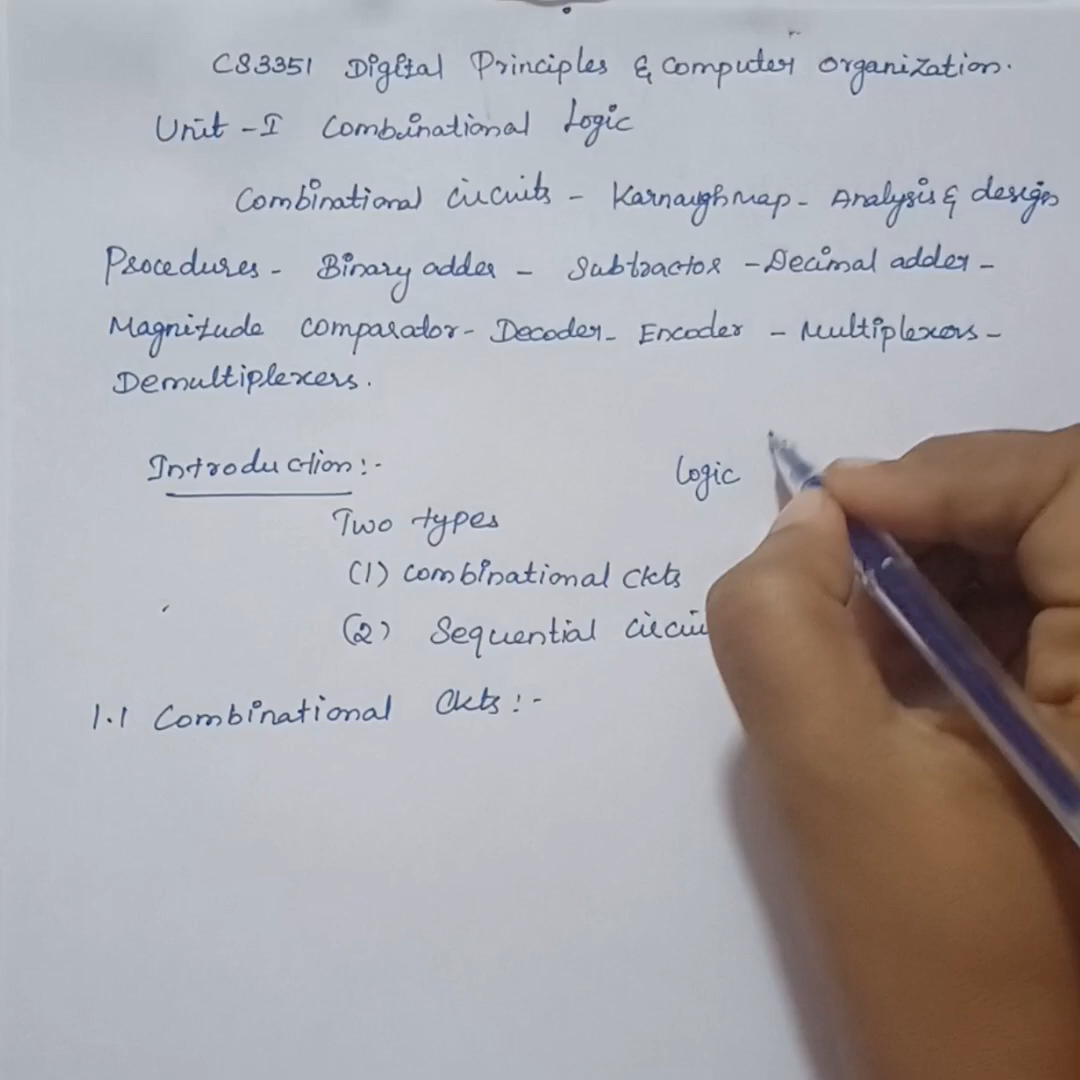 CS3351 Digital Principles & Computer Organization.
Unit - I Combinational Logic
Combinational circuits - Karnaugh map - Analysis & design
Procedures - Binary adder - Subtractor - Decimal adder -
Magnitude comparator - Decoder - Encoder - Multiplexers -
Demultiplexers.
Introduction :-
Logic
Two types
(1) Combinational ckts
(2) Sequential
1.1 Combinational Ckts :-